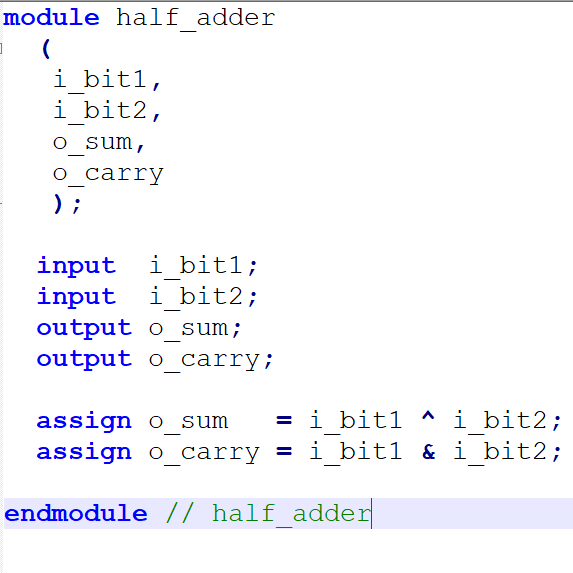 module half_adder
  (
   i_bit1,
   i_bit2,
   o_sum,
   o_carry
   );

  input  i_bit1;
  input  i_bit2;
  output o_sum;
  output o_carry;

  assign o_sum   = i_bit1 ^ i_bit2;
  assign o_carry = i_bit1 & i_bit2;

endmodule // half_adder